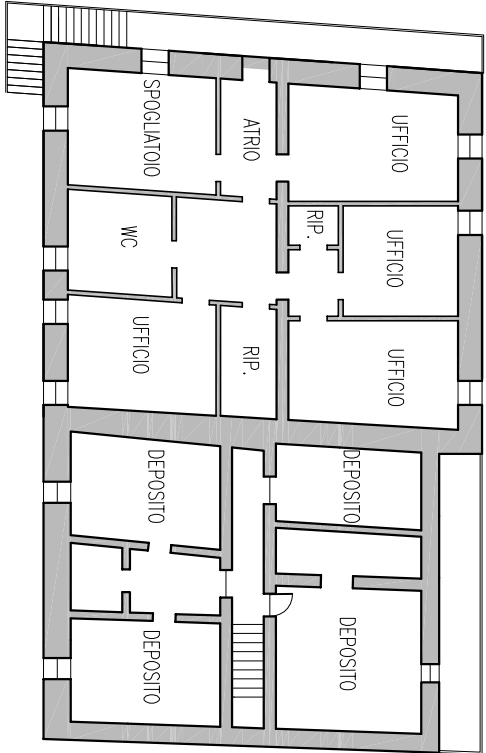 SPOGLIATOIO
ATRIO
UFFICIO
WC
RIP.
UFFICIO
UFFICIO
RIP.
UFFICIO
DEPOSITO
DEPOSITO
DEPOSITO
DEPOSITO